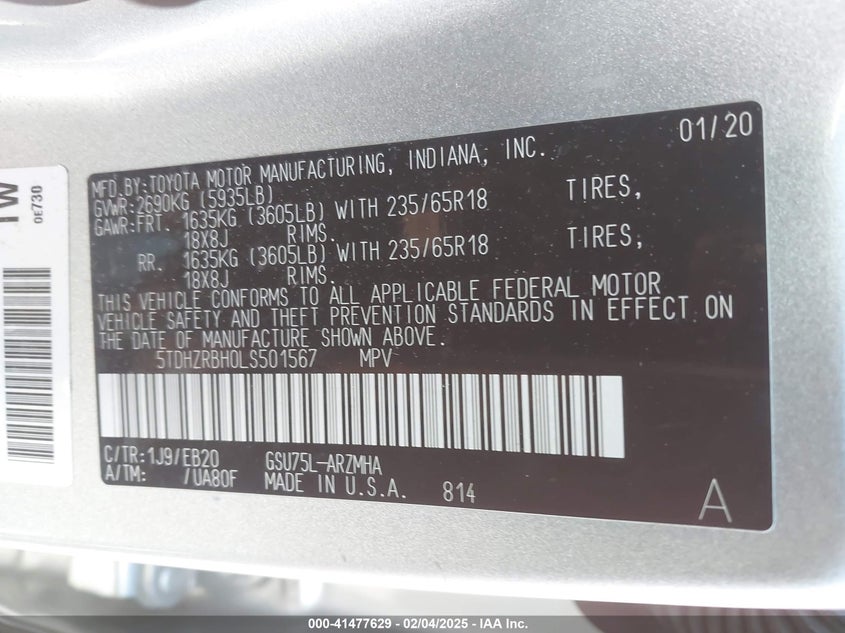 01/20
MFD.BY:TOYOTA MOTOR MANUFACTURING, INDIANA, INC.
GVWR:2690KG (5935LB)
GAWR:FRT. 1635KG (3605LB) WITH 235/65R18 TIRES,
18X8J RIMS.
RR. 1635KG (3605LB) WITH 235/65R18 TIRES,
18X8J RIMS.
THIS VEHICLE CONFORMS TO ALL APPLICABLE FEDERAL MOTOR
VEHICLE SAFETY AND THEFT PREVENTION STANDARDS IN EFFECT ON
THE DATE OF MANUFACTURE SHOWN ABOVE.
5TDHZRBH0LS501567 MPV
C/TR:1J9/EB20 GSU75L-ARZMHA
A/TM: /UA80F MADE IN U.S.A. 814
A
1W
0E730
000-41477629 - 02/04/2025 - IAA Inc.